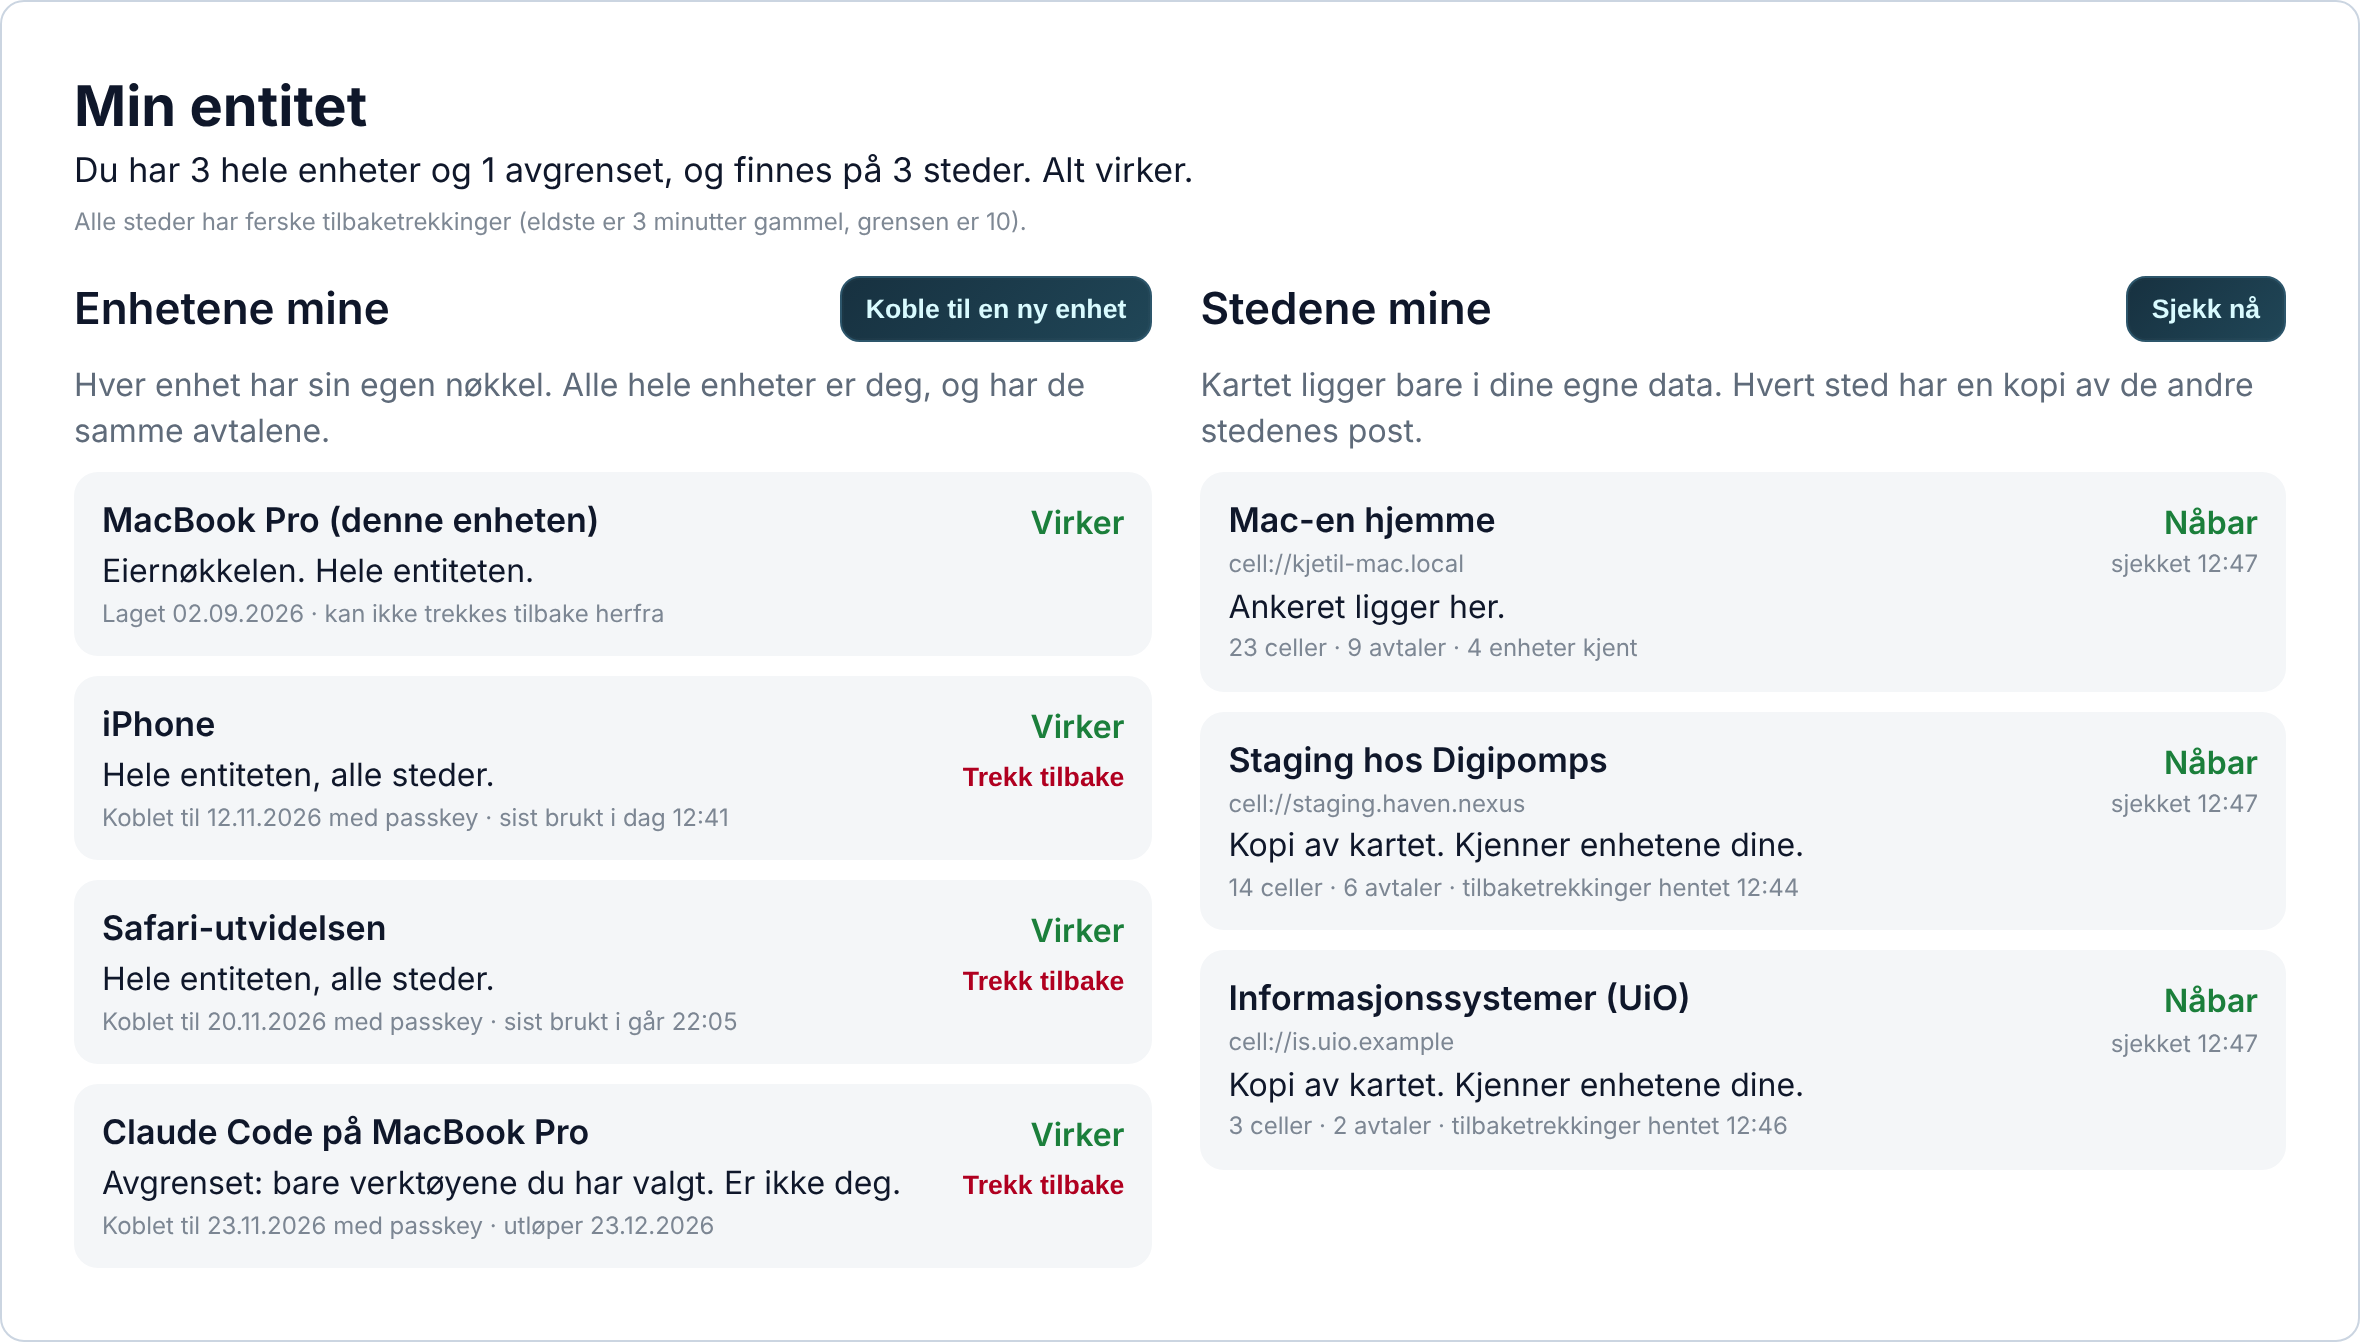 Min entitet
Du har 3 hele enheter og 1 avgrenset, og finnes på 3 steder. Alt virker.
Alle steder har ferske tilbaketrekkinger (eldste er 3 minutter gammel, grensen er 10).
Enhetene mine
Koble til en ny enhet
Hver enhet har sin egen nøkkel. Alle hele enheter er deg, og har de
samme avtalene.
MacBook Pro (denne enheten)
Virker
Eiernøkkelen. Hele entiteten.
Laget 02.09.2026 · kan ikke trekkes tilbake herfra
iPhone
Virker
Hele entiteten, alle steder.
Trekk tilbake
Koblet til 12.11.2026 med passkey · sist brukt i dag 12:41
Safari-utvidelsen
Virker
Hele entiteten, alle steder.
Trekk tilbake
Koblet til 20.11.2026 med passkey · sist brukt i går 22:05
Claude Code på MacBook Pro
Virker
Avgrenset: bare verktøyene du har valgt. Er ikke deg.
Trekk tilbake
Koblet til 23.11.2026 med passkey · utløper 23.12.2026
Stedene mine
Sjekk nå
Kartet ligger bare i dine egne data. Hvert sted har en kopi av de andre
stedenes post.
Mac-en hjemme
Nåbar
cell://kjetil-mac.local
sjekket 12:47
Ankeret ligger her.
23 celler · 9 avtaler · 4 enheter kjent
Staging hos Digipomps
Nåbar
cell://staging.haven.nexus
sjekket 12:47
Kopi av kartet. Kjenner enhetene dine.
14 celler · 6 avtaler · tilbaketrekkinger hentet 12:44
Informasjonssystemer (UiO)
Nåbar
cell://is.uio.example
sjekket 12:47
Kopi av kartet. Kjenner enhetene dine.
3 celler · 2 avtaler · tilbaketrekkinger hentet 12:46